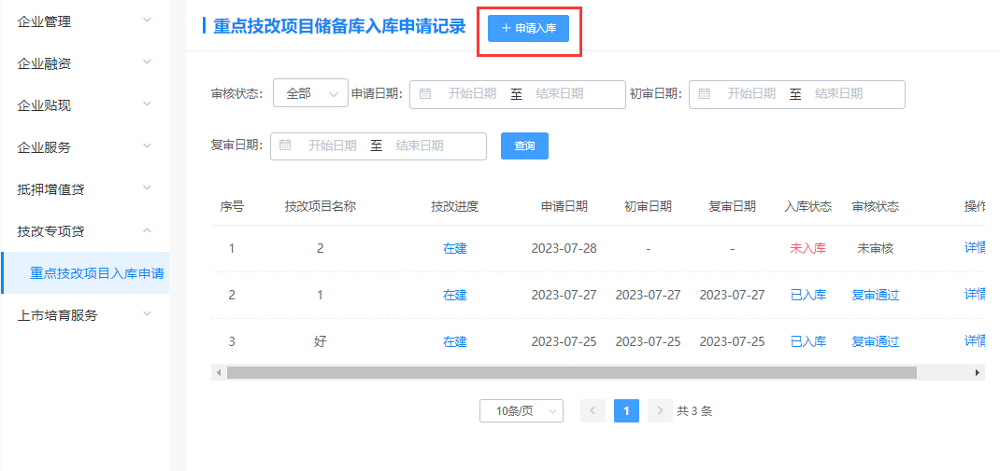 企业管理
企业融资
企业贴现
企业服务
抵押增值贷
技改专项贷
重点技改项目入库申请
上市培育服务
重点技改项目储备库入库申请记录 + 申请入库
审核状态: 全部 申请日期: 开始日期 至 结束日期 初审日期: 开始日期 至 结束日期
复审日期: 开始日期 至 结束日期 查询
序号 技改项目名称 技改进度 申请日期 初审日期 复审日期 入库状态 审核状态 操作
1 2 在建 2023-07-28 - - 未入库 未审核 详情
2 1 在建 2023-07-27 2023-07-27 2023-07-27 已入库 复审通过 详情
3 好 在建 2023-07-25 2023-07-25 2023-07-25 已入库 复审通过 详情
10条/页 1 共 3 条